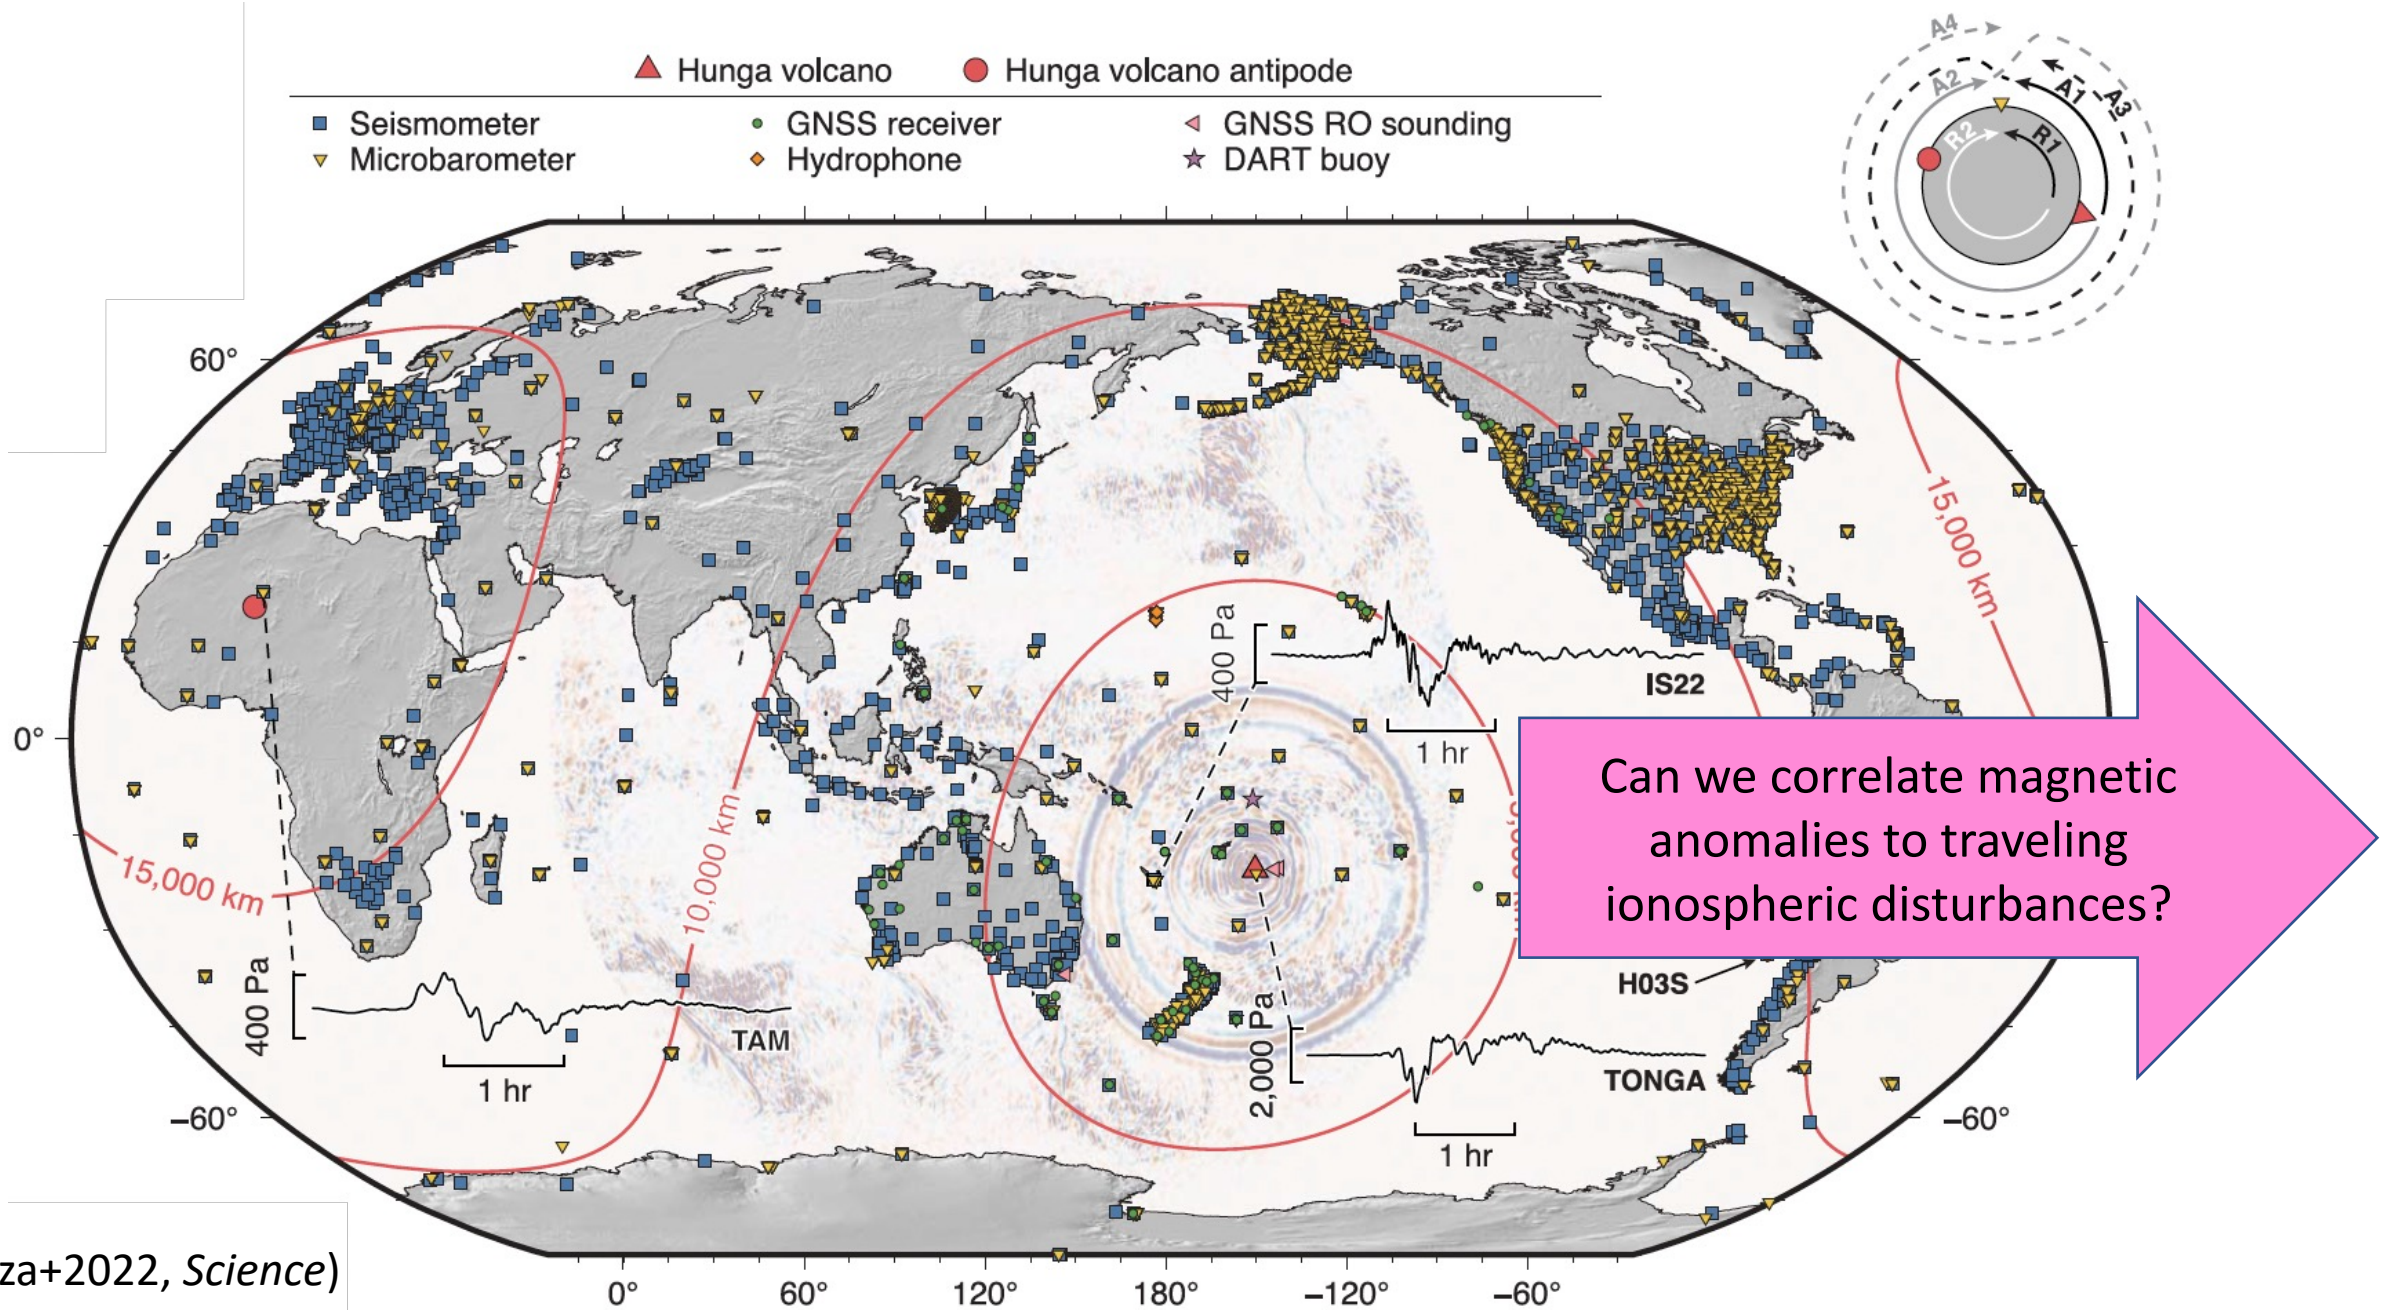 Hunga volcano
Hunga volcano antipode
Seismometer
GNSS receiver
GNSS RO sounding
Microbarometer
Hydrophone
DART buoy
A4
A2
A1
A3
R2
R1
60°
15,000 km
400 Pa
IS22
0°
1 hr
Can we correlate magnetic
anomalies to traveling
ionospheric disturbances?
10,000 km
15,000 km
400 Pa
H03S
TAM
2,000 Pa
TONGA
1 hr
−60°
−60°
1 hr
za+2022, Science)
0°
60°
120°
180°
−120°
−60°